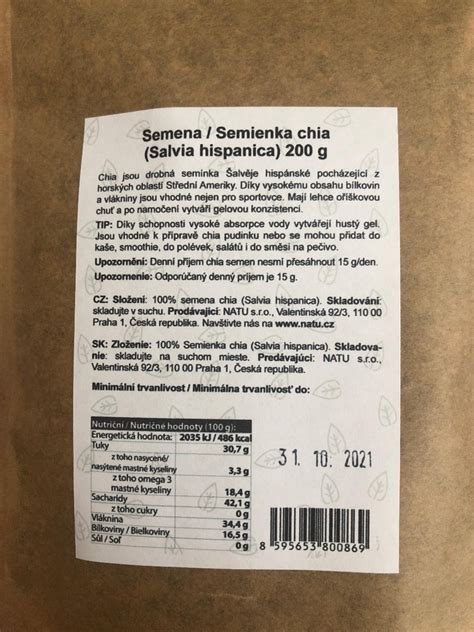 Semena / Semienka chia
(Salvia hispanica) 200 g
Chia jsou drobná semínka Šalvěje hispánské pocházející z
horských oblastí Střední Ameriky. Díky vysokému obsahu bílkovin
a vlákniny jsou vhodné nejen pro sportovce. Mají lehce oříškovou
chuť a po namočení vytváří gelovou konzistenci.
TIP: Díky schopnosti vysoké absorpce vody vytvářejí hustý gel.
Jsou vhodné k přípravě chia pudinku nebo se mohou přidat do
kaše, smoothie, do polévek, salátů i do směsí na pečivo.
Upozornění: Denní příjem chia semen nesmí přesáhnout 15 g/den.
Upozornenie: Odporúčaný denný príjem je 15 g.
CZ: Složení: 100% semena chia (Salvia hispanica). Skladování:
skladujte v suchu. Prodávající: NATU s.r.o., Valentinská 92/3, 110 00
Praha 1, Česká republika. Navštivte nás na www.natu.cz
SK: Zloženie: 100% Semienka chia (Salvia hispanica). Skladova-
nie: skladujte na suchom mieste. Predávajúci: NATU s.r.o.,
Valentinská 92/3, 110 00 Praha 1, Česká republika.
Minimální trvanlivost / Minimálna trvanlivosť do:
31. 10. 2021
Nutriční / Nutričné hodnoty (100 g):
Energetická hodnota: 2035 kJ / 486 kcal
Tuky 30,7 g
z toho nasycené/
nasýtené mastné kyseliny 3,3 g
z toho omega 3
mastné kyseliny 18,4 g
Sacharidy 42,1 g
z toho cukry 0 g
Vláknina 34,4 g
Bílkoviny / Bielkoviny 16,5 g
Sůl / Soľ 0 g
8 595653 800869